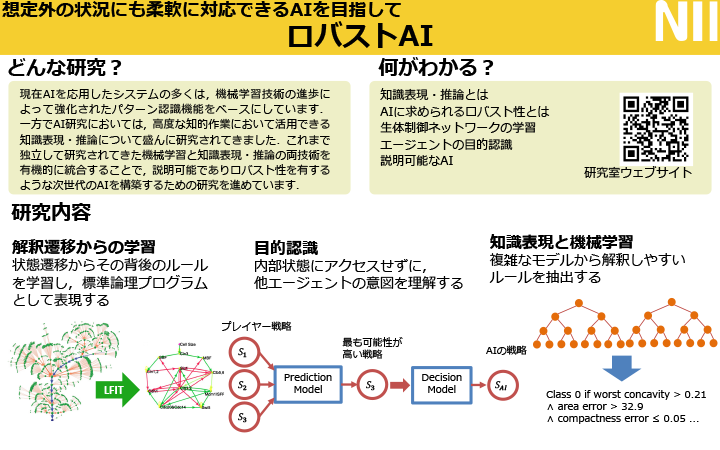 想定外の状況にも柔軟に対応できるAIを目指して
ロバストAI
NII
どんな研究？
現在AIを応用したシステムの多くは，機械学習技術の進歩に
よって強化されたパターン認識機能をベースにしています．
一方でAI研究においては，高度な知的作業において活用できる
知識表現・推論について盛んに研究されてきました．これまで
独立して研究されてきた機械学習と知識表現・推論の両技術を
有機的に統合することで，説明可能でありロバスト性を有する
ような次世代のAIを構築するための研究を進めています．
何がわかる？
知識表現・推論とは
AIに求められるロバスト性とは
生体制御ネットワークの学習
エージェントの目的認識
説明可能なAI
研究室ウェブサイト
研究内容
解釈遷移からの学習
状態遷移からその背後のルール
を学習し，標準論理プログラム
として表現する
LFIT
Cell Size
Cln3
MBF
目的認識
内部状態にアクセスせずに，
他エージェントの意図を理解する
プレイヤー戦略
S1
S2
S3
Prediction
Model
最も可能性が
高い戦略
S3
Decision
Model
AIの戦略
SAI
知識表現と機械学習
複雑なモデルから解釈しやすい
ルールを抽出する
Class 0 if worst concavity > 0.21
∧ area error > 32.9
∧ compactness error ≤ 0.05 ...